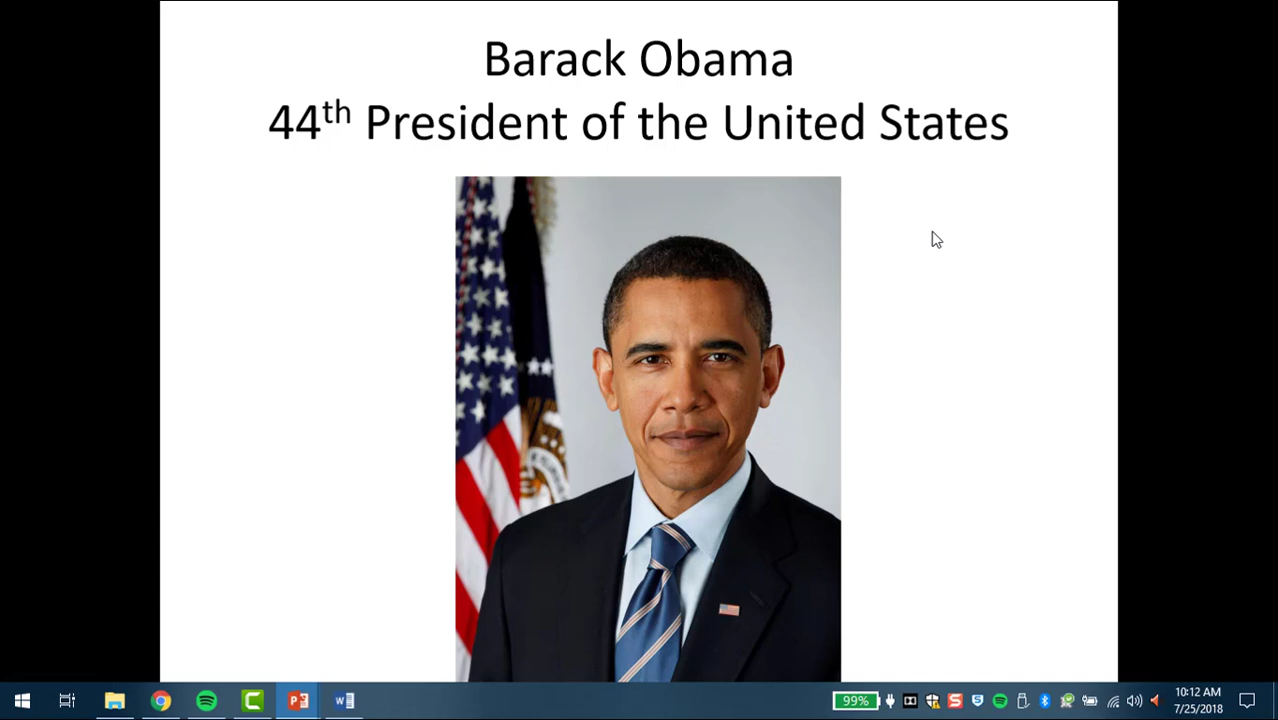 Barack Obama
44th President of the United States
99%
10:12 AM
7/25/2018